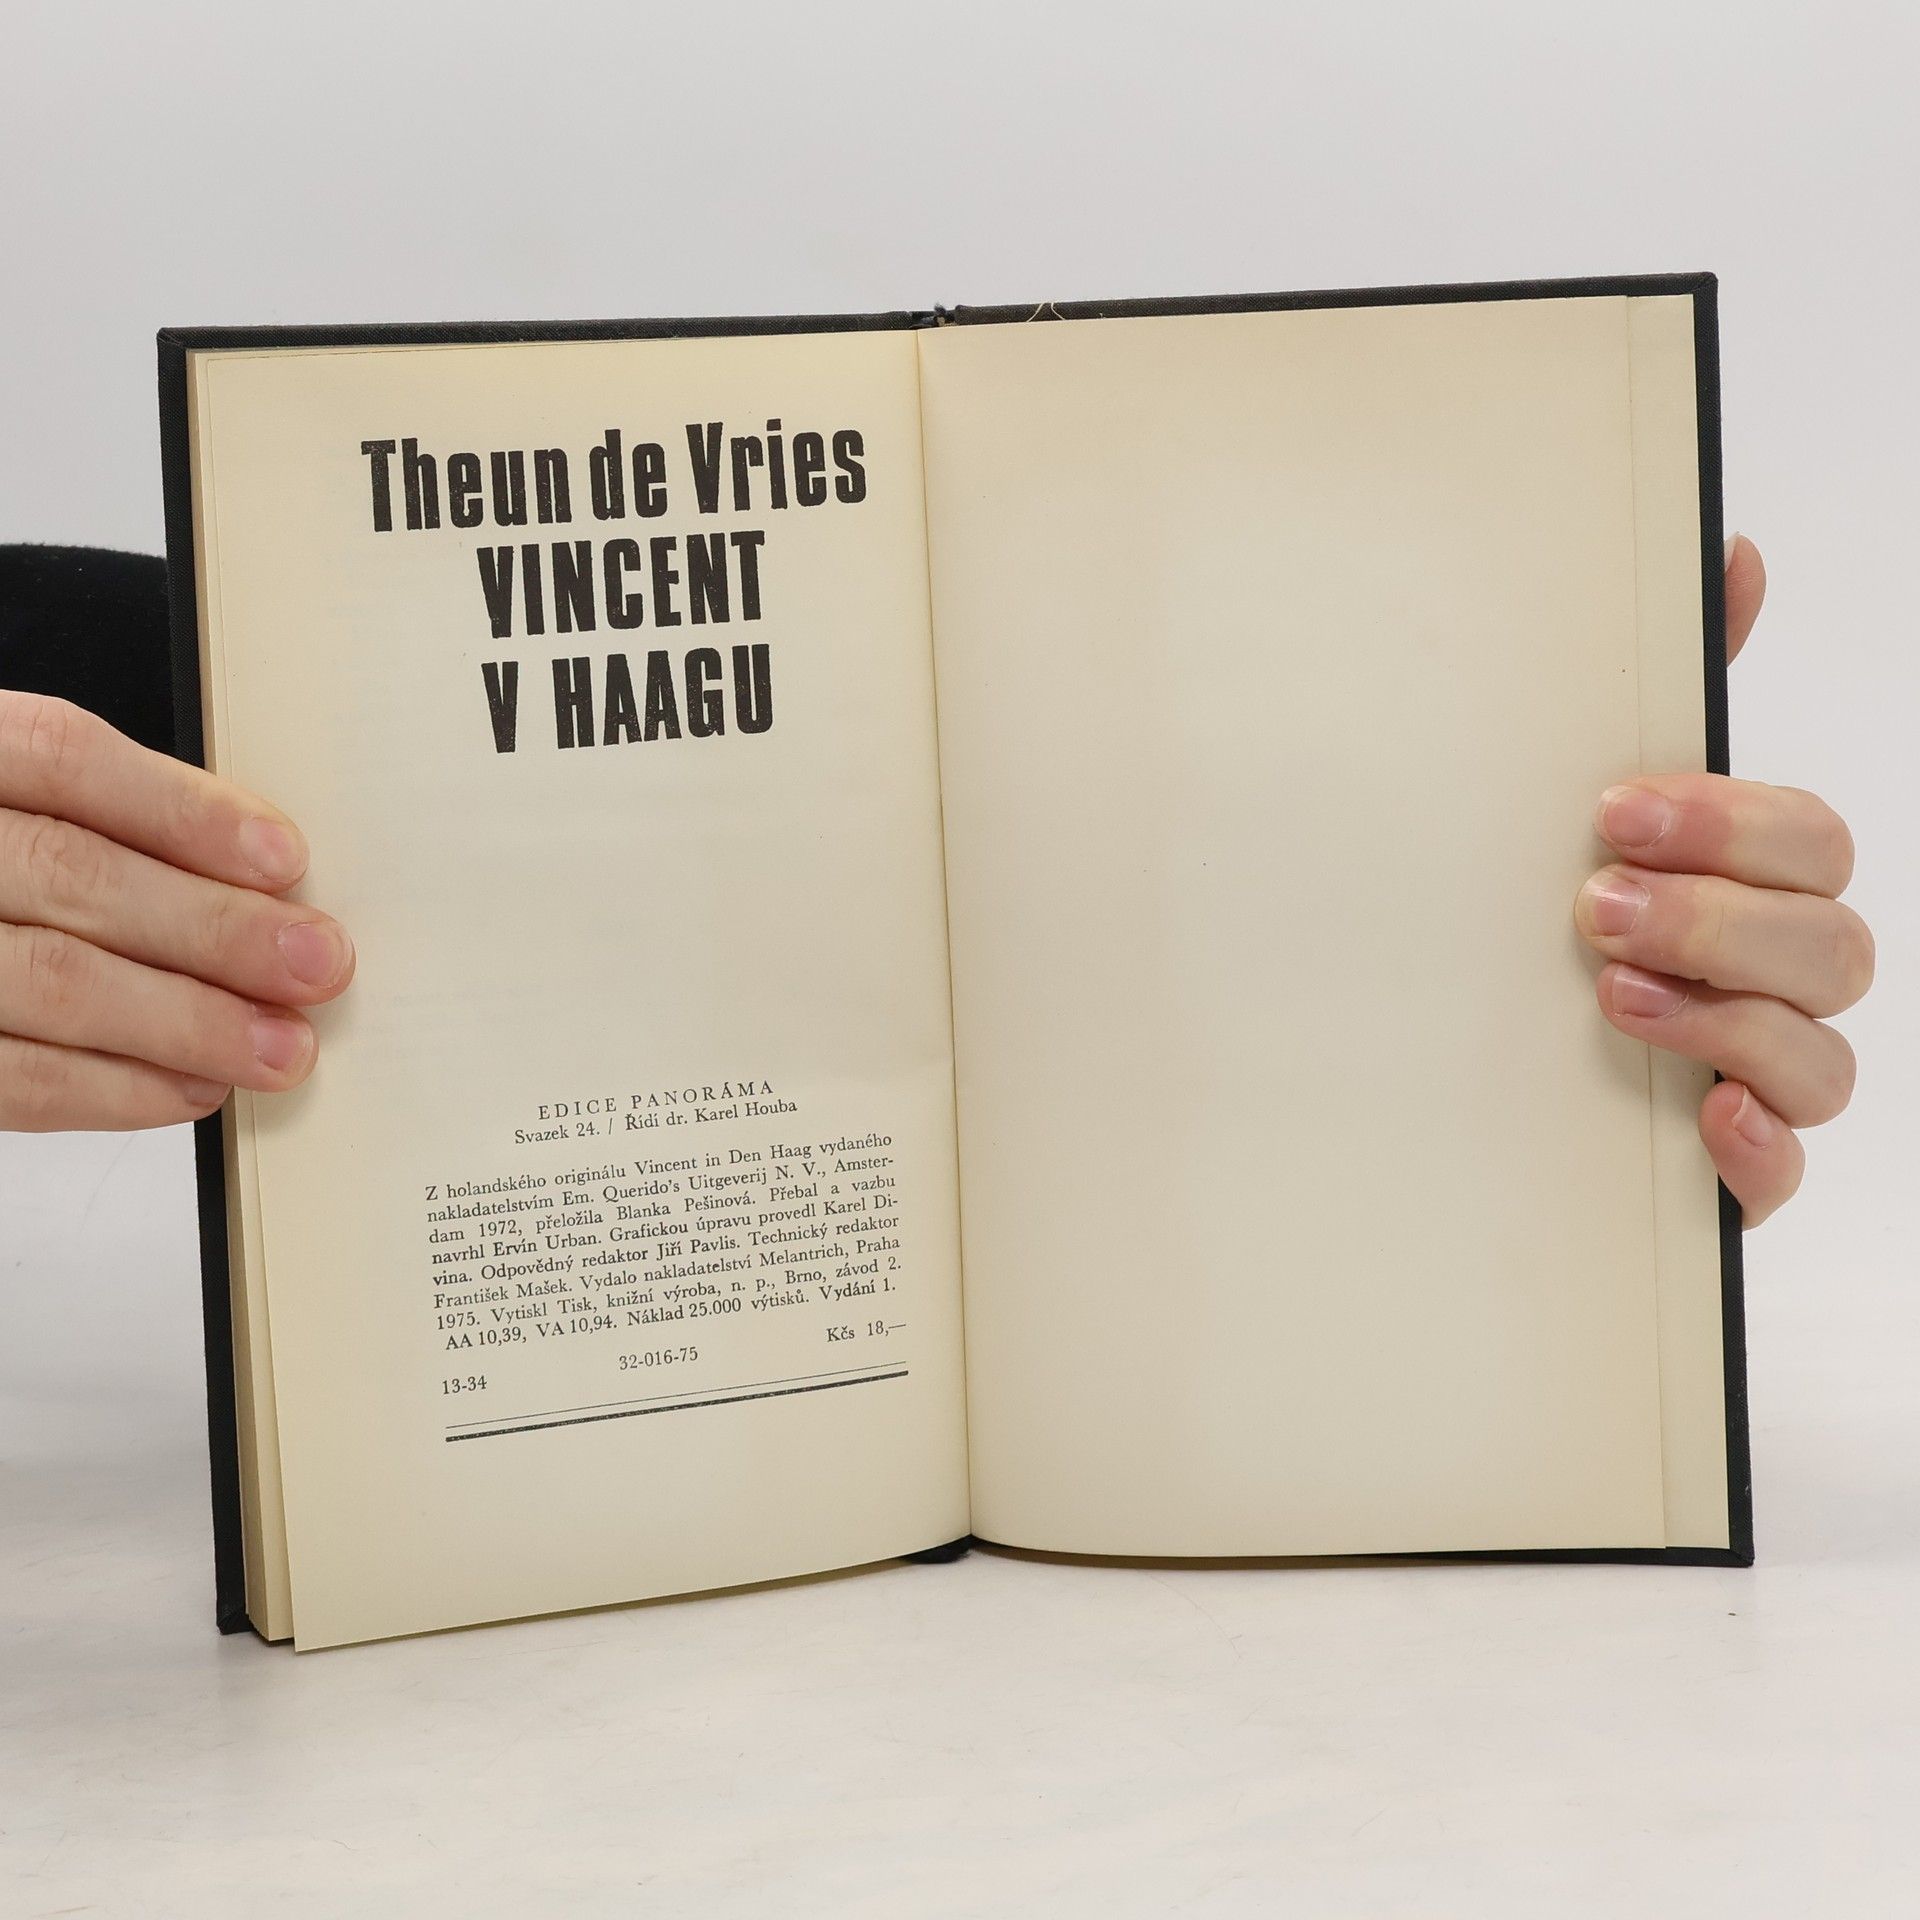 Theun de Vries
VINCENT
V HAAGU
EDICE PANORÁMA
Svazek 24. / Řídí dr. Karel Houba
Z holandského originálu Vincent in Den Haag vydaného
nakladatelstvím Em. Querido's Uitgeverij N. V., Amster-
dam 1972, přeložila Blanka Pešinová. Přebal a vazbu
navrhl Ervín Urban. Grafickou úpravu provedl Karel Di-
vina. Odpovědný redaktor Jiří Pavlis. Technický redaktor
František Mašek. Vydalo nakladatelství Melantrich, Praha
1975. Vytiskl Tisk, knižní výroba, n. p., Brno, závod 2.
AA 10,39, VA 10,94. Náklad 25.000 výtisků. Vydání 1.
13-34 32-016-75 Kčs 18,—